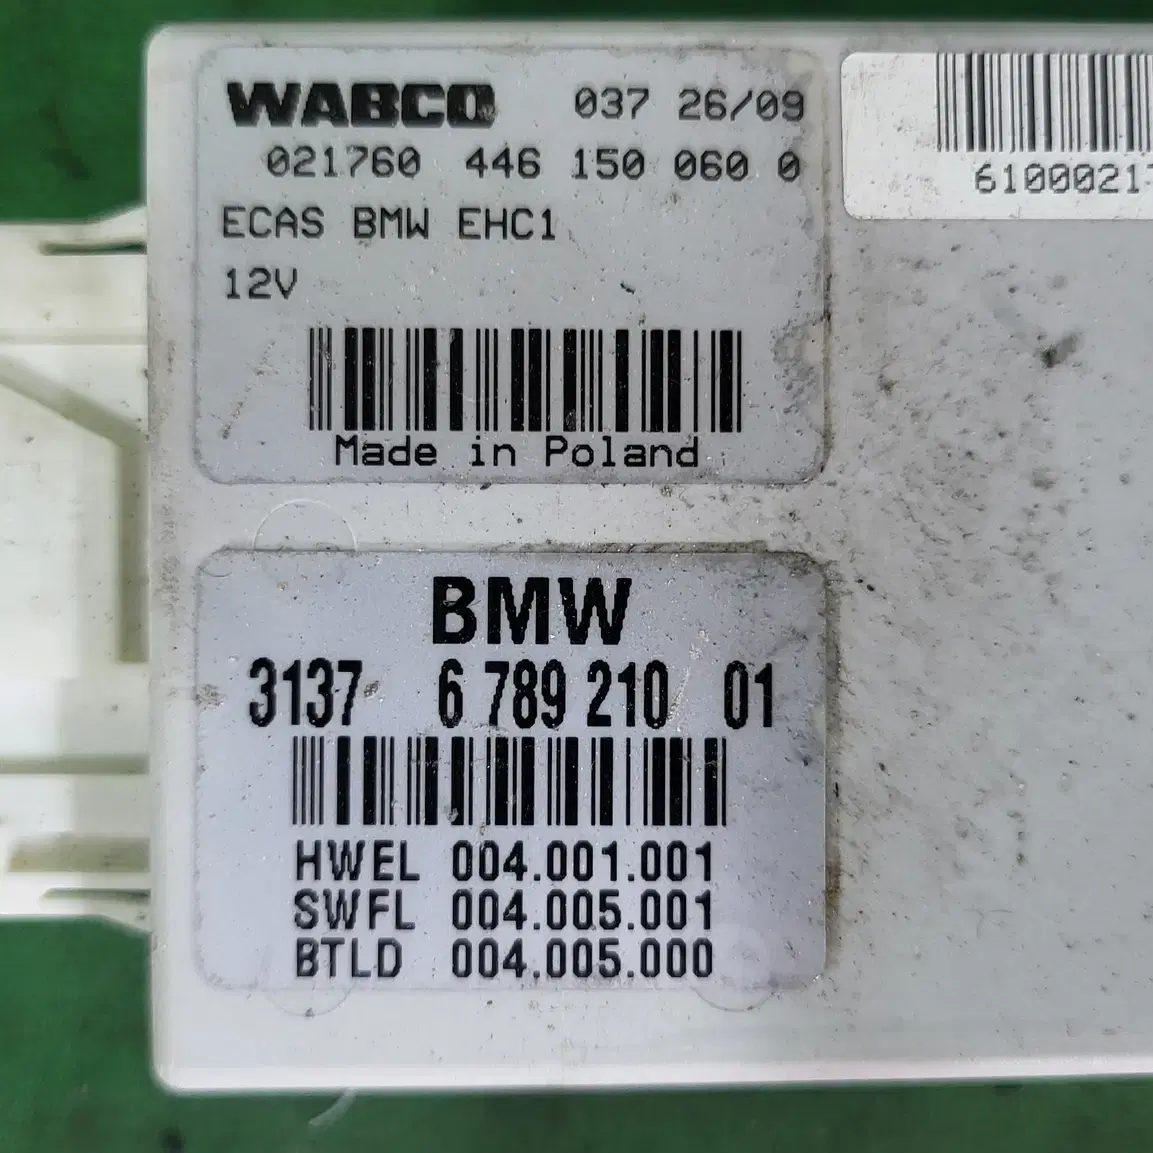 WABCO 037 26/09
021760 446 150 060 0
ECAS BMW EHC1
12V
Made in Poland
6100021
BMW
3137 6 789 210 01
HWEL 004.001.001
SWFL 004.005.001
BTLD 004.005.000